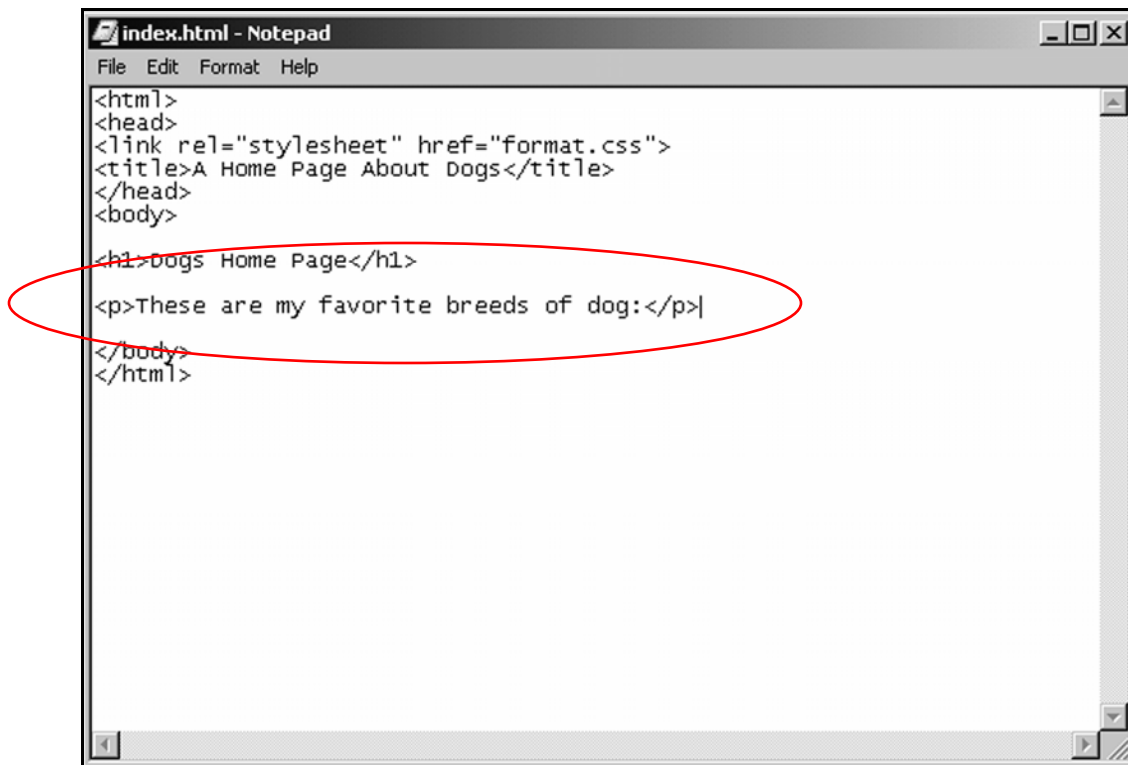 index.html - Notepad
File Edit Format Help
<html>
<head>
<link rel="stylesheet" href="format.css">
<title>A Home Page About Dogs</title>
</head>
<body>
<h1>Dogs Home Page</h1>
<p>These are my favorite breeds of dog:</p>
</body>
</html>